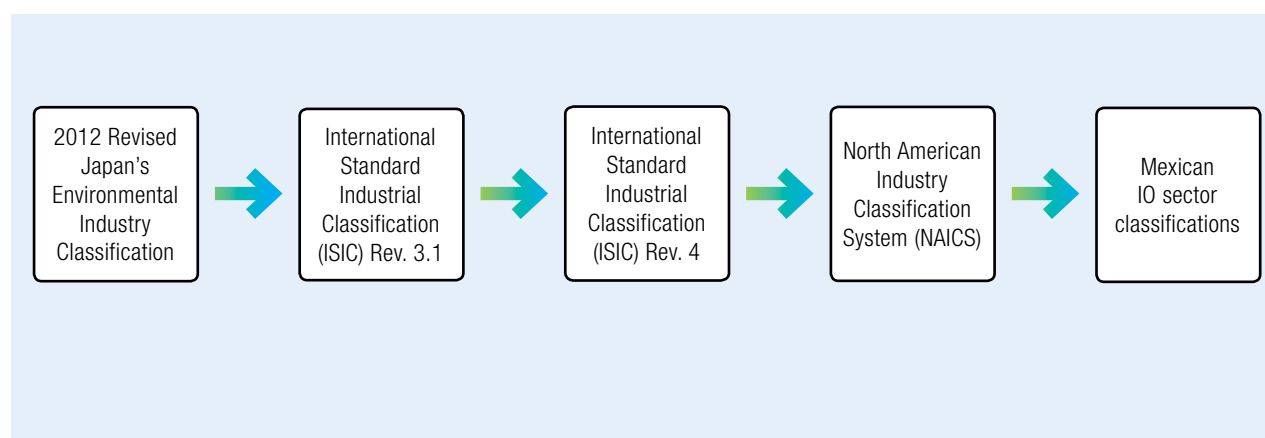 2012 Revised
Japan’s
Environmental
Industry
Classification
International
Standard
Industrial
Classification
(ISIC) Rev. 3.1
International
Standard
Industrial
Classification
(ISIC) Rev. 4
North American
Industry
Classification
System (NAICS)
Mexican
IO sector
classifications